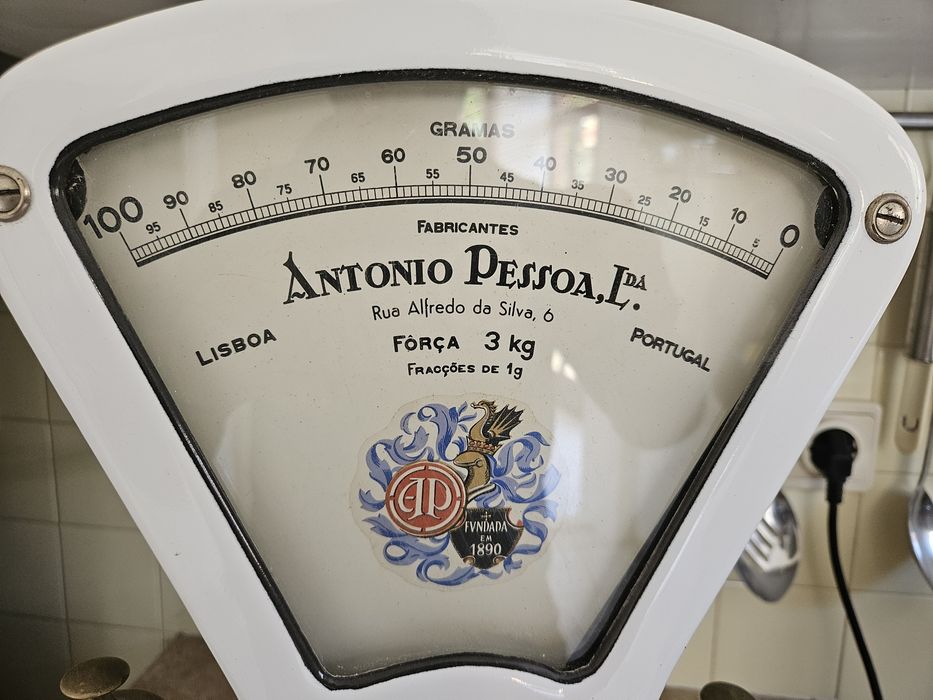 GRAMAS
100 95 90 85 80 75 70 60 55 50 45 40 35 30 25 20 15 10 5 0
FABRICANTES
ANTONIO PESSOA, LDA.
Rua Alfredo da Silva, 6
LISBOA
FÔRÇA 3 kg
PORTUGAL
FRACÇÕES DE 1g
AP
FVNDADA
EM
1890